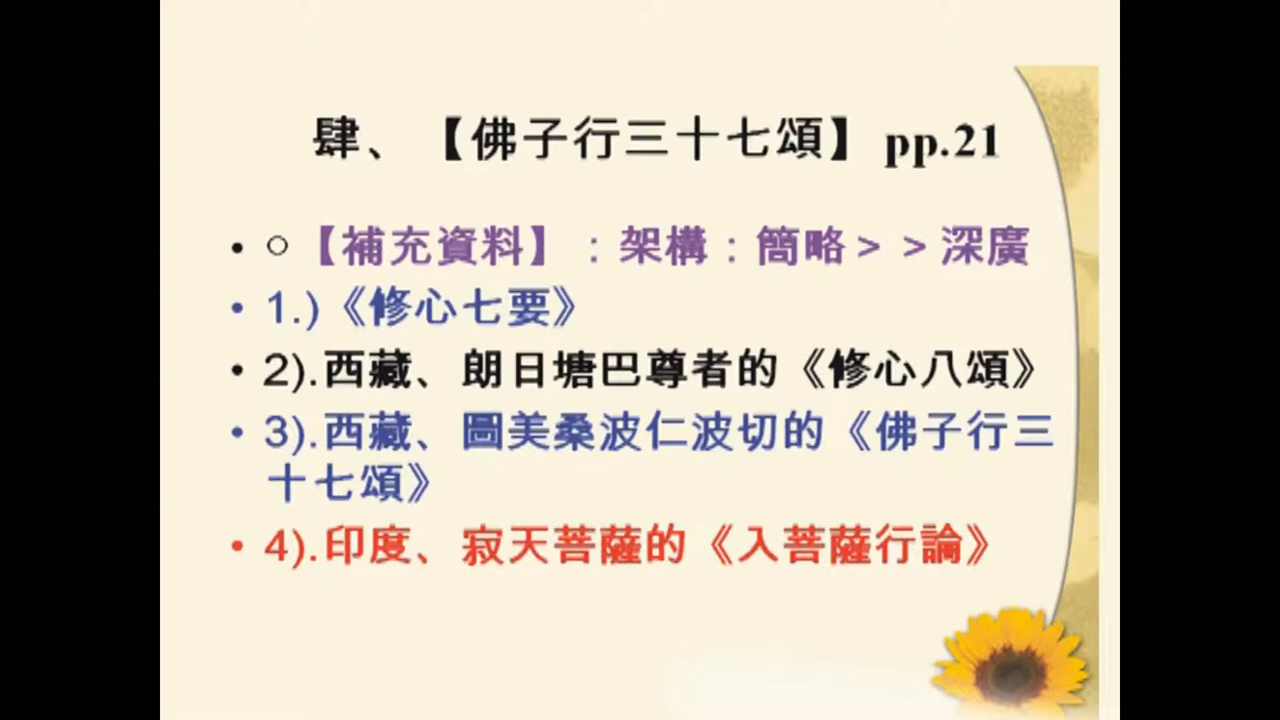 肆、【佛子行三十七頌】pp.21
• ○【補充資料】：架構：簡略＞＞深廣
• 1.)《修心七要》
• 2).西藏、朗日塘巴尊者的《修心八頌》
• 3).西藏、圖美桑波仁波切的《佛子行三
十七頌》
• 4).印度、寂天菩薩的《入菩薩行論》